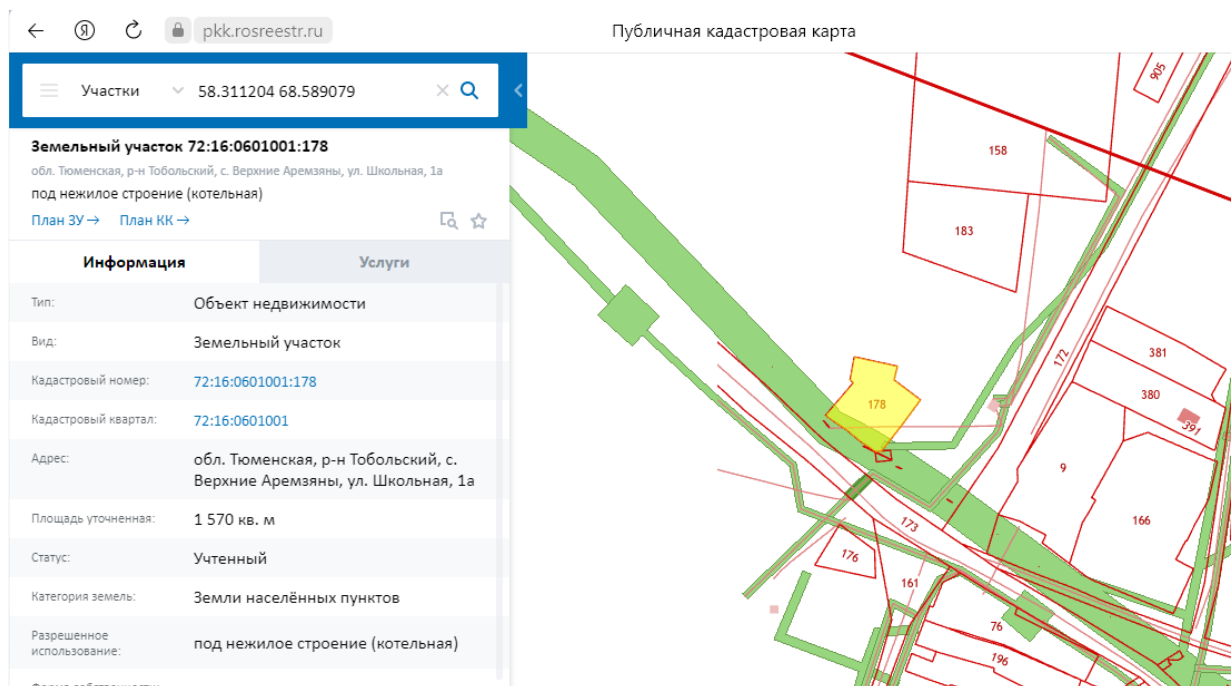 pkk.rosreestr.ru
Публичная кадастровая карта
Участки
58.311204 68.589079
Земельный участок 72:16:0601001:178
обл. Тюменская, р-н Тобольский, с. Верхние Аремзяны, ул. Школьная, 1а
под нежилое строение (котельная)
План ЗУ → План КК →
Информация
Услуги
Тип: Объект недвижимости
Вид: Земельный участок
Кадастровый номер: 72:16:0601001:178
Кадастровый квартал: 72:16:0601001
Адрес: обл. Тюменская, р-н Тобольский, с.
Верхние Аремзяны, ул. Школьная, 1а
Площадь уточненная: 1 570 кв. м
Статус: Учтенный
Категория земель: Земли населённых пунктов
Разрешенное
использование: под нежилое строение (котельная)
905
158
183
172
381
380
391
178
9
166
173
176
161
76
196